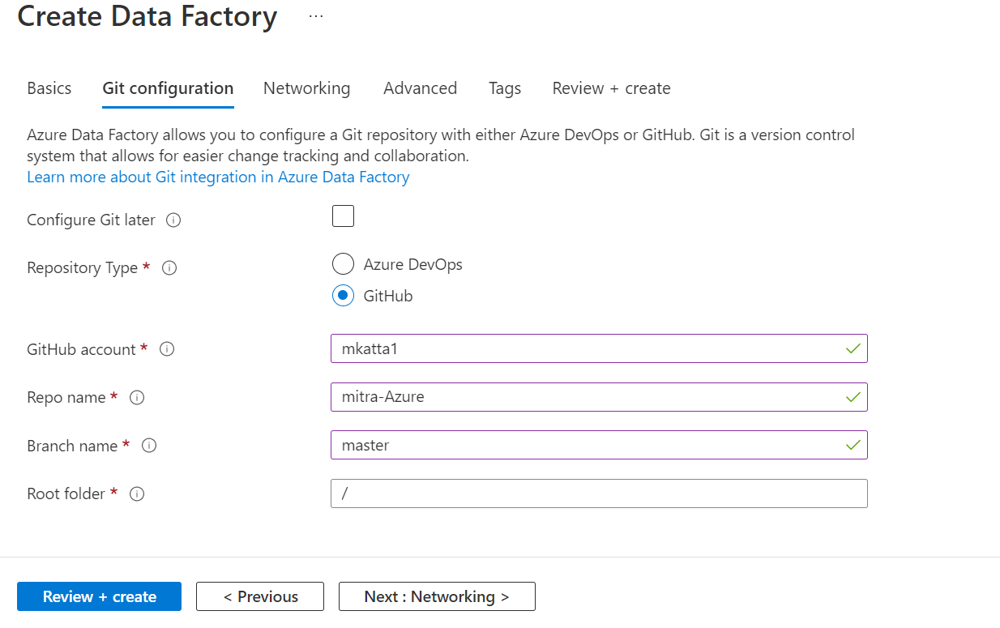 Create Data Factory ...
Basics Git configuration Networking Advanced Tags Review + create
Azure Data Factory allows you to configure a Git repository with either Azure DevOps or GitHub. Git is a version control
system that allows for easier change tracking and collaboration.
Learn more about Git integration in Azure Data Factory
Configure Git later
Repository Type *
Azure DevOps
GitHub
GitHub account *
mkatta1
Repo name *
mitra-Azure
Branch name *
master
Root folder *
/
Review + create < Previous Next : Networking >